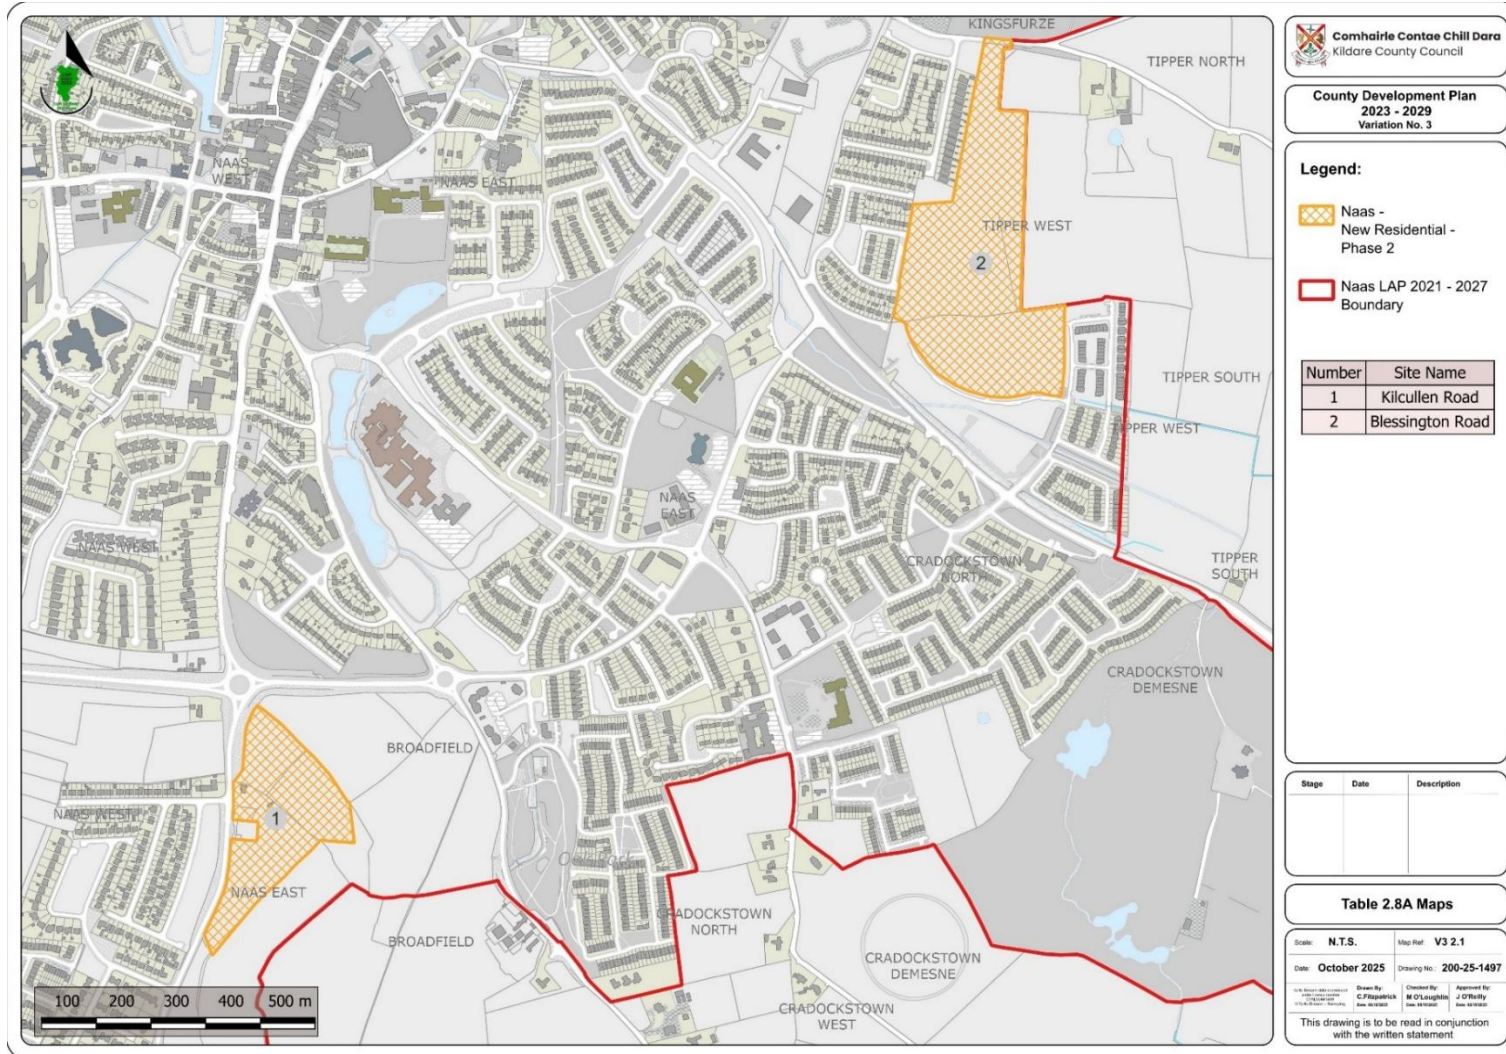 KINGSFURZE
TIPPER NORTH
NAAS
WEST
NAAS EAST
TIPPER WEST
2
TIPPER SOUTH
TIPPER WEST
NAAS
EAST
NAAS WEST
CRADOCKSTOWN
NORTH
TIPPER
SOUTH
CRADOCKSTOWN
DEMESNE
BROADFIELD
NAAS WEST
1
NAAS EAST
CRADOCKSTOWN
NORTH
BROADFIELD
CRADOCKSTOWN
DEMESNE
CRADOCKSTOWN
WEST
100 200 300 400 500 m
Comhairle Contae Chill Dara
Kildare County Council
County Development Plan
2023 - 2029
Variation No. 3
Legend:
Naas -
New Residential -
Phase 2
Naas LAP 2021 - 2027
Boundary
Number Site Name
1 Kilcullen Road
2 Blessington Road
Stage Date Description
Table 2.8A Maps
Scale: N.T.S. Map Ref: V3 2.1
Date: October 2025 Drawing No.: 200-25-1497
Drawn By: Checked By: Approved By:
C.Fitzpatrick M O'Loughlin J O'Reilly
This drawing is to be read in conjunction
with the written statement